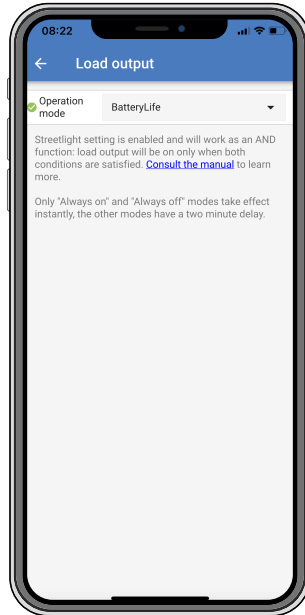 08:22
Load output
Operation
mode
BatteryLife
Streetlight setting is enabled and will work as an AND
function: load output will be on only when both
conditions are satisfied. Consult the manual to learn
more.
Only "Always on" and "Always off" modes take effect
instantly, the other modes have a two minute delay.